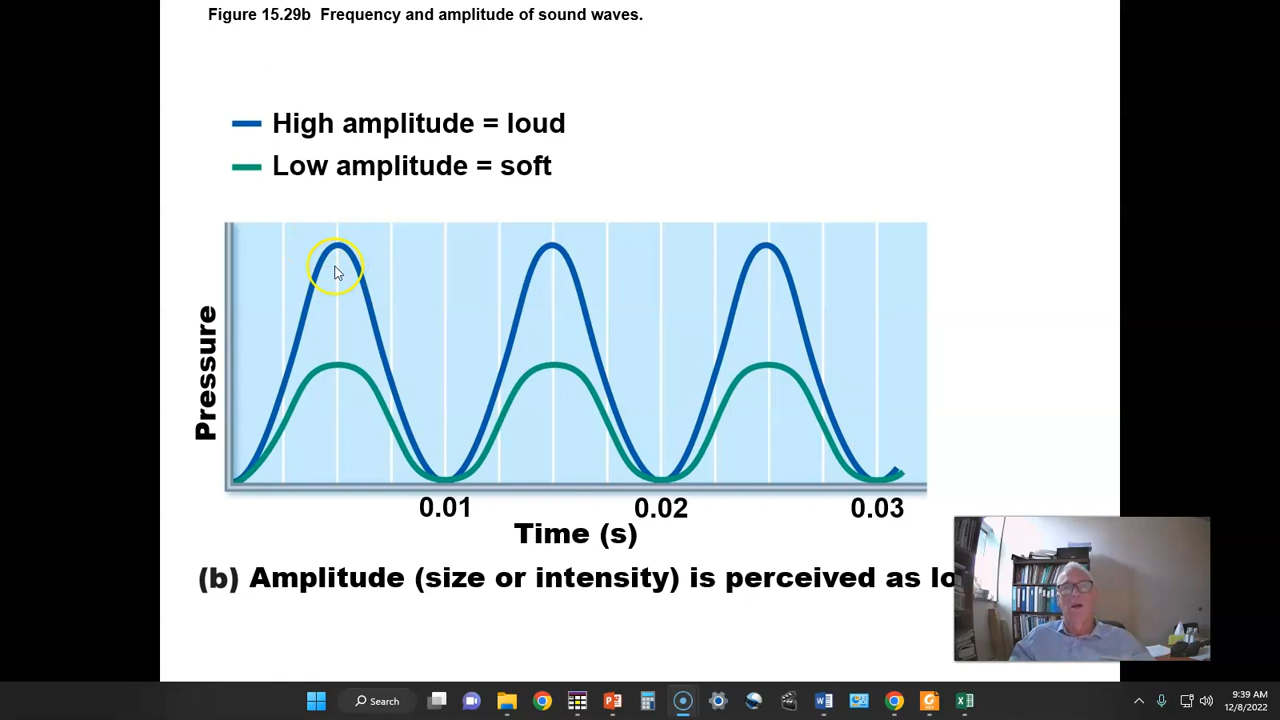 Figure 15.29b  Frequency and amplitude of sound waves.
High amplitude = loud
Low amplitude = soft
Pressure
0.01
0.02
0.03
Time (s)
(b) Amplitude (size or intensity) is perceived as lo
Search
9:39 AM
12/8/2022